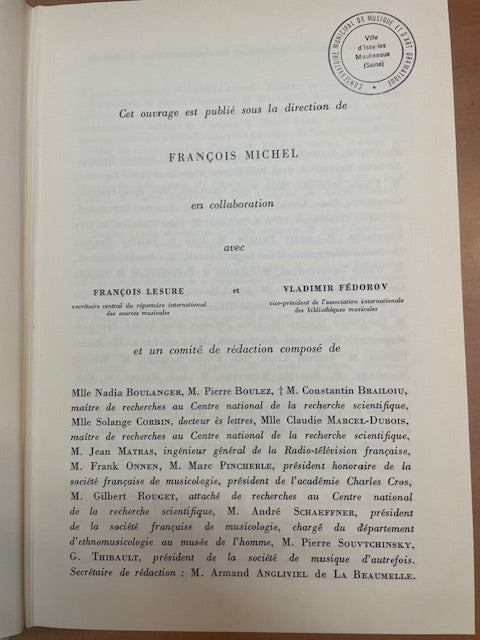 CONSERVATOIRE MUNICIPAL DE MUSIQUE ET D'ART DRAMATIQUE
Ville
d'Issy-les
Moulineaux
(Seine)
Cet ouvrage est publié sous la direction de
FRANÇOIS MICHEL
en collaboration
avec
FRANÇOIS LESURE
secrétaire central du répertoire international
des sources musicales
et
VLADIMIR FÉDOROV
vice-président de l'association internationale
des bibliothèques musicales
et un comité de rédaction composé de
Mlle Nadia BOULANGER, M. Pierre BOULEZ, † M. Constantin BRAILOIU,
maître de recherches au Centre national de la recherche scientifique,
Mlle Solange CORBIN, docteur ès lettres, Mlle Claudie MARCEL-DUBOIS,
maître de recherches au Centre national de la recherche scientifique,
M. Jean MATRAS, ingénieur général de la Radio-télévision française,
M. Frank ONNEN, M. Marc PINCHERLE, président honoraire de la
société française de musicologie, président de l'académie Charles Cros,
M. Gilbert ROUGET, attaché de recherches au Centre national
de la recherche scientifique, M. André SCHAEFFNER, président
de la société française de musicologie, chargé du département
d'ethnomusicologie au musée de l'homme, M. Pierre SOUVTCHINSKY,
G. THIBAULT, président de la société de musique d'autrefois.
Secrétaire de rédaction : M. Armand ANGLIVIEL de LA BEAUMELLE.